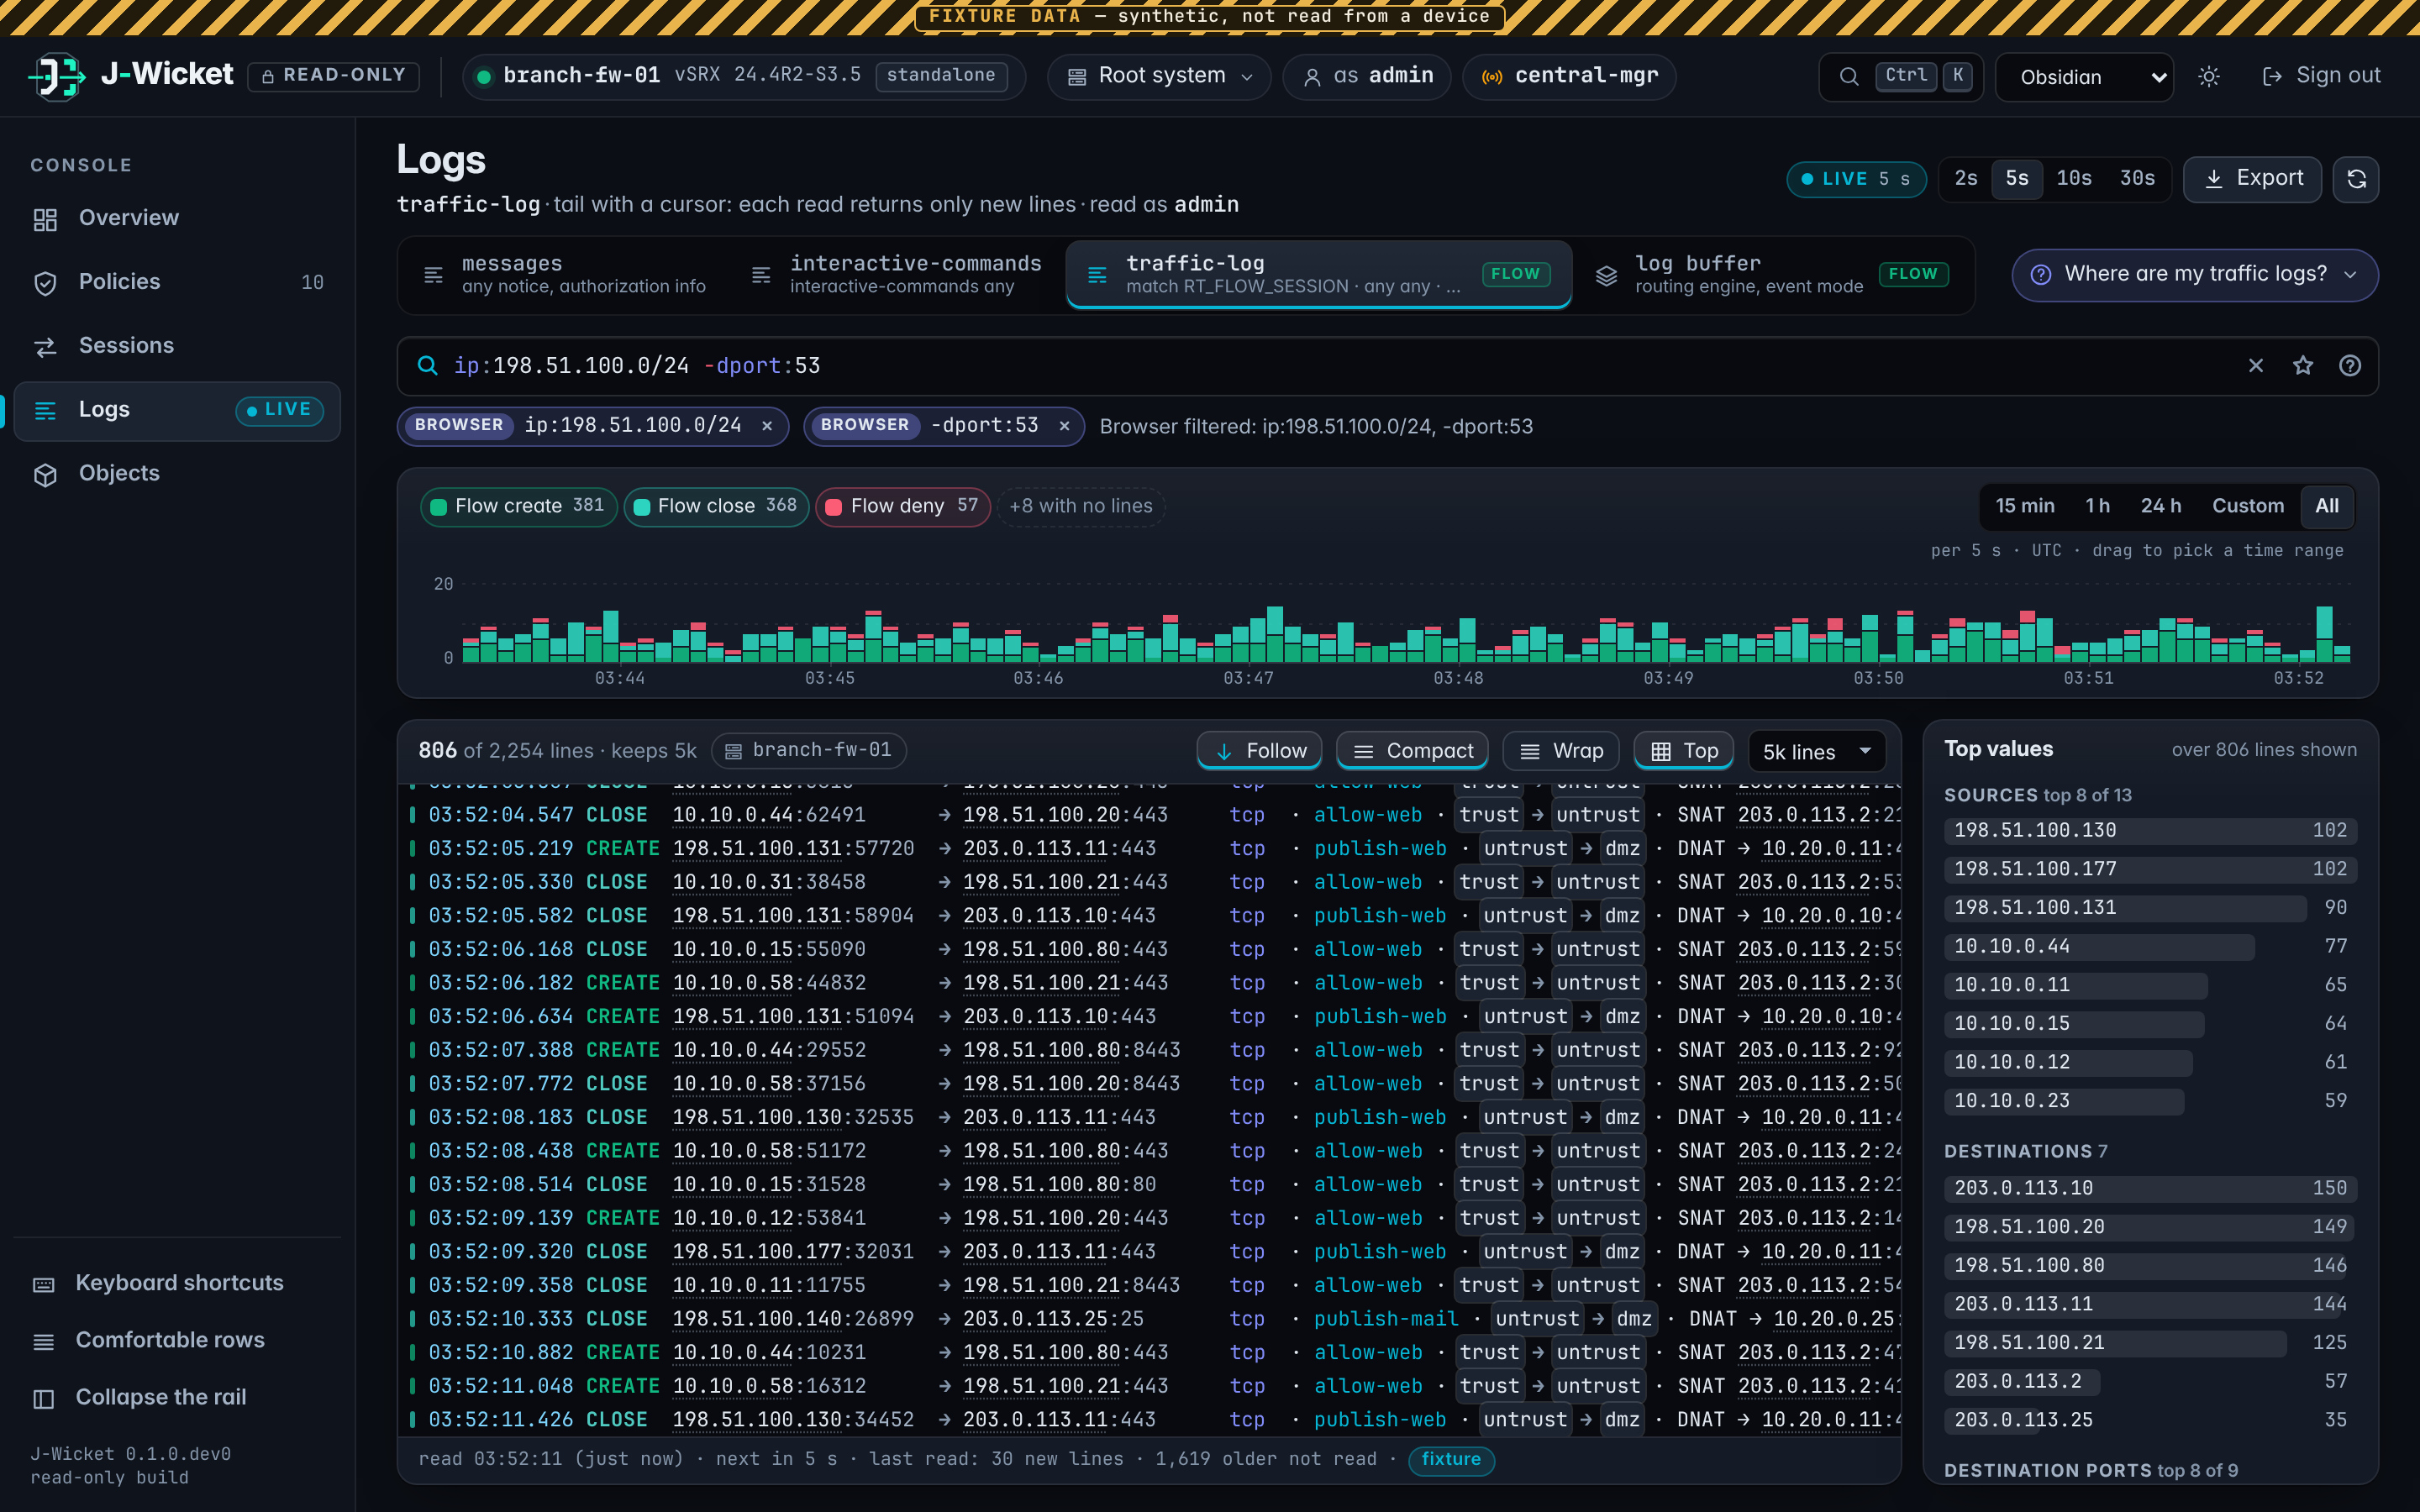 FIXTURE DATA — synthetic, not read from a device
J-Wicket READ-ONLY branch-fw-01 vSRX 24.4R2-S3.5 standalone Root system as admin central-mgr Ctrl K Obsidian Sign out
CONSOLE
Overview
Policies 10
Sessions
Logs LIVE
Objects
Keyboard shortcuts
Comfortable rows
Collapse the rail
J-Wicket 0.1.0.dev0
read-only build
Logs
traffic-log · tail with a cursor: each read returns only new lines · read as admin
LIVE 5 s 2s 5s 10s 30s Export
messages
any notice, authorization info
interactive-commands
interactive-commands any
traffic-log
match RT_FLOW_SESSION · any any · ...
FLOW
log buffer
routing engine, event mode
FLOW
Where are my traffic logs?
ip:198.51.100.0/24 -dport:53
BROWSER ip:198.51.100.0/24 × BROWSER -dport:53 × Browser filtered: ip:198.51.100.0/24, -dport:53
Flow create 381 Flow close 368 Flow deny 57 +8 with no lines
15 min 1 h 24 h Custom All
per 5 s · UTC · drag to pick a time range
20
0
03:44 03:45 03:46 03:47 03:48 03:49 03:50 03:51 03:52
806 of 2,254 lines · keeps 5k branch-fw-01 Follow Compact Wrap Top 5k lines
03:52:04.547 CLOSE 10.10.0.44:62491 → 198.51.100.20:443 tcp · allow-web · trust → untrust · SNAT 203.0.113.2:21
03:52:05.219 CREATE 198.51.100.131:57720 → 203.0.113.11:443 tcp · publish-web · untrust → dmz · DNAT → 10.20.0.11:4
03:52:05.330 CLOSE 10.10.0.31:38458 → 198.51.100.21:443 tcp · allow-web · trust → untrust · SNAT 203.0.113.2:53
03:52:05.582 CLOSE 198.51.100.131:58904 → 203.0.113.10:443 tcp · publish-web · untrust → dmz · DNAT → 10.20.0.10:4
03:52:06.168 CLOSE 10.10.0.15:55090 → 198.51.100.80:443 tcp · allow-web · trust → untrust · SNAT 203.0.113.2:59
03:52:06.182 CREATE 10.10.0.58:44832 → 198.51.100.21:443 tcp · allow-web · trust → untrust · SNAT 203.0.113.2:30
03:52:06.634 CREATE 198.51.100.131:51094 → 203.0.113.10:443 tcp · publish-web · untrust → dmz · DNAT → 10.20.0.10:4
03:52:07.388 CREATE 10.10.0.44:29552 → 198.51.100.80:8443 tcp · allow-web · trust → untrust · SNAT 203.0.113.2:92
03:52:07.772 CLOSE 10.10.0.58:37156 → 198.51.100.20:8443 tcp · allow-web · trust → untrust · SNAT 203.0.113.2:50
03:52:08.183 CLOSE 198.51.100.130:32535 → 203.0.113.11:443 tcp · publish-web · untrust → dmz · DNAT → 10.20.0.11:4
03:52:08.438 CREATE 10.10.0.58:51172 → 198.51.100.80:443 tcp · allow-web · trust → untrust · SNAT 203.0.113.2:24
03:52:08.514 CLOSE 10.10.0.15:31528 → 198.51.100.80:80 tcp · allow-web · trust → untrust · SNAT 203.0.113.2:21
03:52:09.139 CREATE 10.10.0.12:53841 → 198.51.100.20:443 tcp · allow-web · trust → untrust · SNAT 203.0.113.2:14
03:52:09.320 CLOSE 198.51.100.177:32031 → 203.0.113.11:443 tcp · publish-web · untrust → dmz · DNAT → 10.20.0.11:4
03:52:09.358 CLOSE 10.10.0.11:11755 → 198.51.100.21:8443 tcp · allow-web · trust → untrust · SNAT 203.0.113.2:54
03:52:10.333 CLOSE 198.51.100.140:26899 → 203.0.113.25:25 tcp · publish-mail · untrust → dmz · DNAT → 10.20.0.25:
03:52:10.882 CREATE 10.10.0.44:10231 → 198.51.100.80:443 tcp · allow-web · trust → untrust · SNAT 203.0.113.2:47
03:52:11.048 CREATE 10.10.0.58:16312 → 198.51.100.21:443 tcp · allow-web · trust → untrust · SNAT 203.0.113.2:41
03:52:11.426 CLOSE 198.51.100.130:34452 → 203.0.113.11:443 tcp · publish-web · untrust → dmz · DNAT → 10.20.0.11:4
read 03:52:11 (just now) · next in 5 s · last read: 30 new lines · 1,619 older not read · fixture
Top values over 806 lines shown
SOURCES top 8 of 13
198.51.100.130 102
198.51.100.177 102
198.51.100.131 90
10.10.0.44 77
10.10.0.11 65
10.10.0.15 64
10.10.0.12 61
10.10.0.23 59
DESTINATIONS 7
203.0.113.10 150
198.51.100.20 149
198.51.100.80 146
203.0.113.11 144
198.51.100.21 125
203.0.113.2 57
203.0.113.25 35
DESTINATION PORTS top 8 of 9